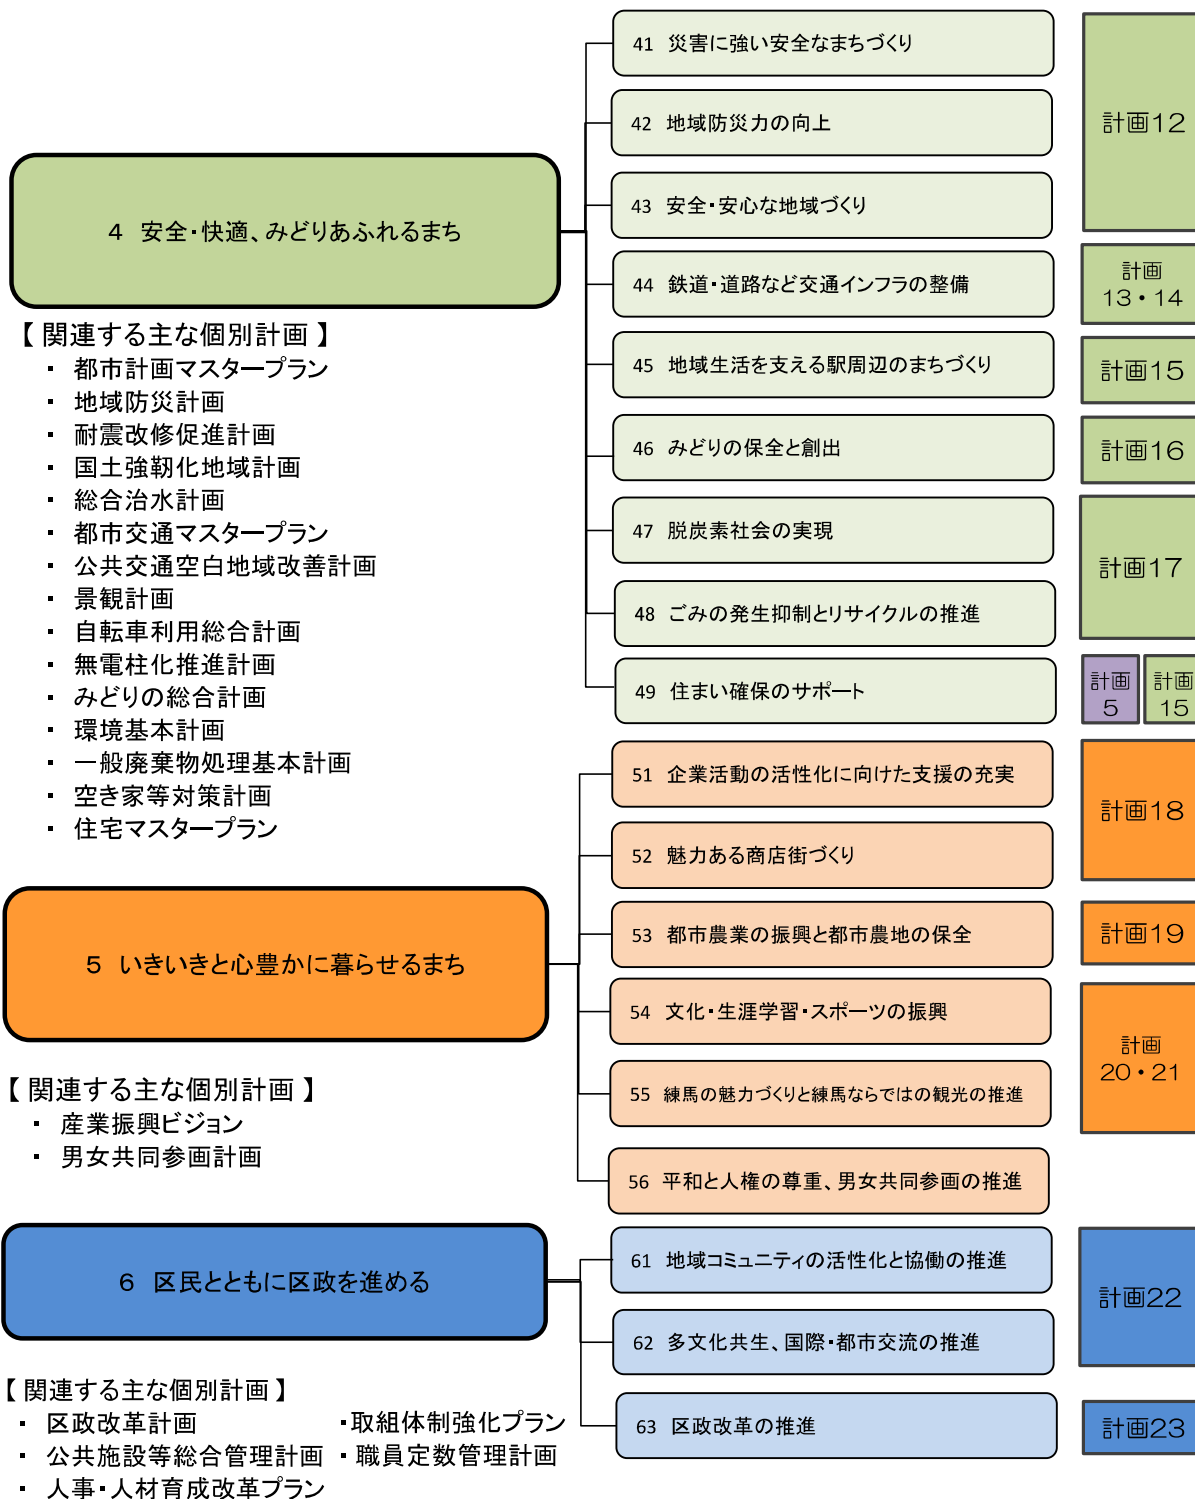 4 安全・快適、みどりあふれるまち
【 関連する主な個別計画 】
・ 都市計画マスタープラン
・ 地域防災計画
・ 耐震改修促進計画
・ 国土強靭化地域計画
・ 総合治水計画
・ 都市交通マスタープラン
・ 公共交通空白地域改善計画
・ 景観計画
・ 自転車利用総合計画
・ 無電柱化推進計画
・ みどりの総合計画
・ 環境基本計画
・ 一般廃棄物処理基本計画
・ 空き家等対策計画
・ 住宅マスタープラン
41 災害に強い安全なまちづくり
42 地域防災力の向上
43 安全・安心な地域づくり
計画12
44 鉄道・道路など交通インフラの整備
計画
13・14
45 地域生活を支える駅周辺のまちづくり
計画15
46 みどりの保全と創出
計画16
47 脱炭素社会の実現
48 ごみの発生抑制とリサイクルの推進
計画17
49 住まい確保のサポート
計画
5
計画
15
5 いきいきと心豊かに暮らせるまち
【 関連する主な個別計画 】
・ 産業振興ビジョン
・ 男女共同参画計画
51 企業活動の活性化に向けた支援の充実
52 魅力ある商店街づくり
計画18
53 都市農業の振興と都市農地の保全
計画19
54 文化・生涯学習・スポーツの振興
55 練馬の魅力づくりと練馬ならではの観光の推進
計画
20・21
56 平和と人権の尊重、男女共同参画の推進
6 区民とともに区政を進める
【 関連する主な個別計画 】
・ 区政改革計画 ・取組体制強化プラン
・ 公共施設等総合管理計画 ・職員定数管理計画
・ 人事・人材育成改革プラン
61 地域コミュニティの活性化と協働の推進
62 多文化共生、国際・都市交流の推進
計画22
63 区政改革の推進
計画23